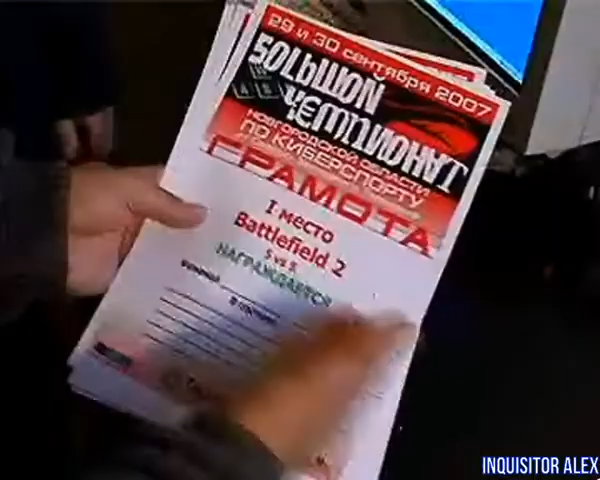 29 и 30 сентября 2007
БОЛЬШОЙ
ЧЕМПИОНАТ
НОВГОРОДСКОЙ ОБЛАСТИ
ПО КИБЕРСПОРТУ
ГРАМОТА
I место
Battlefield 2
5 vs 5
НАГРАЖДАЕТСЯ
INQUISITOR ALEX